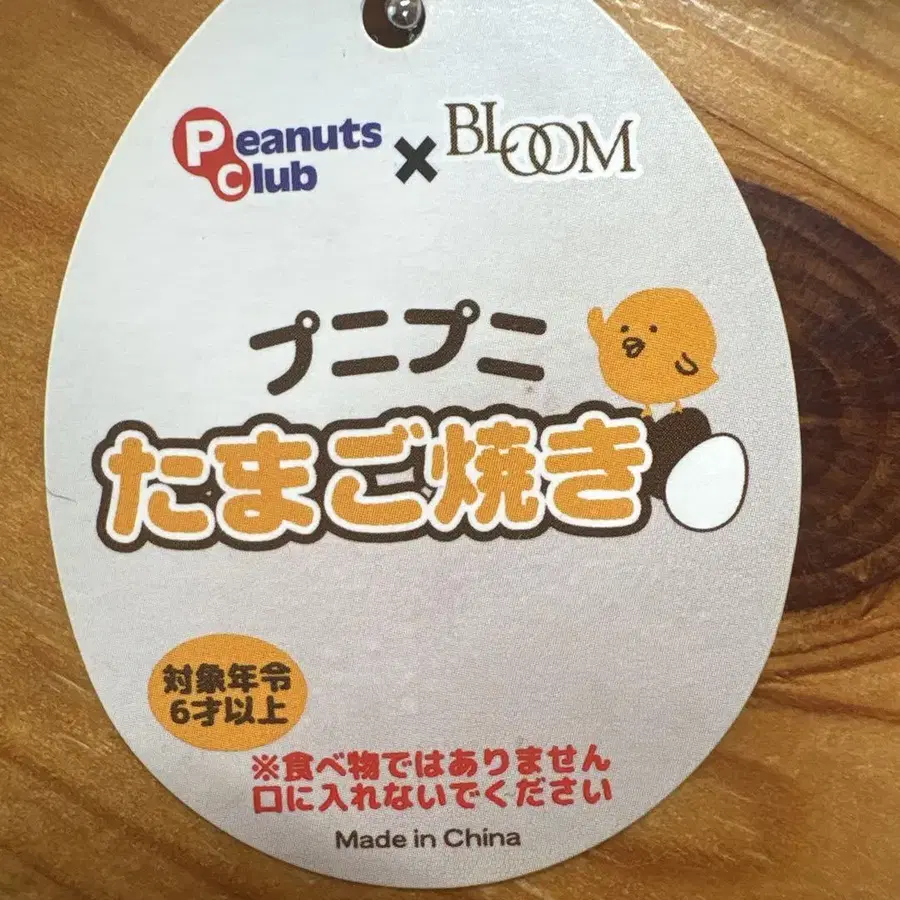 Peanuts Club × BLOOM
プニプニ
たまご焼き
対象年令
6才以上
※食べ物ではありません
口に入れないでください
Made in China